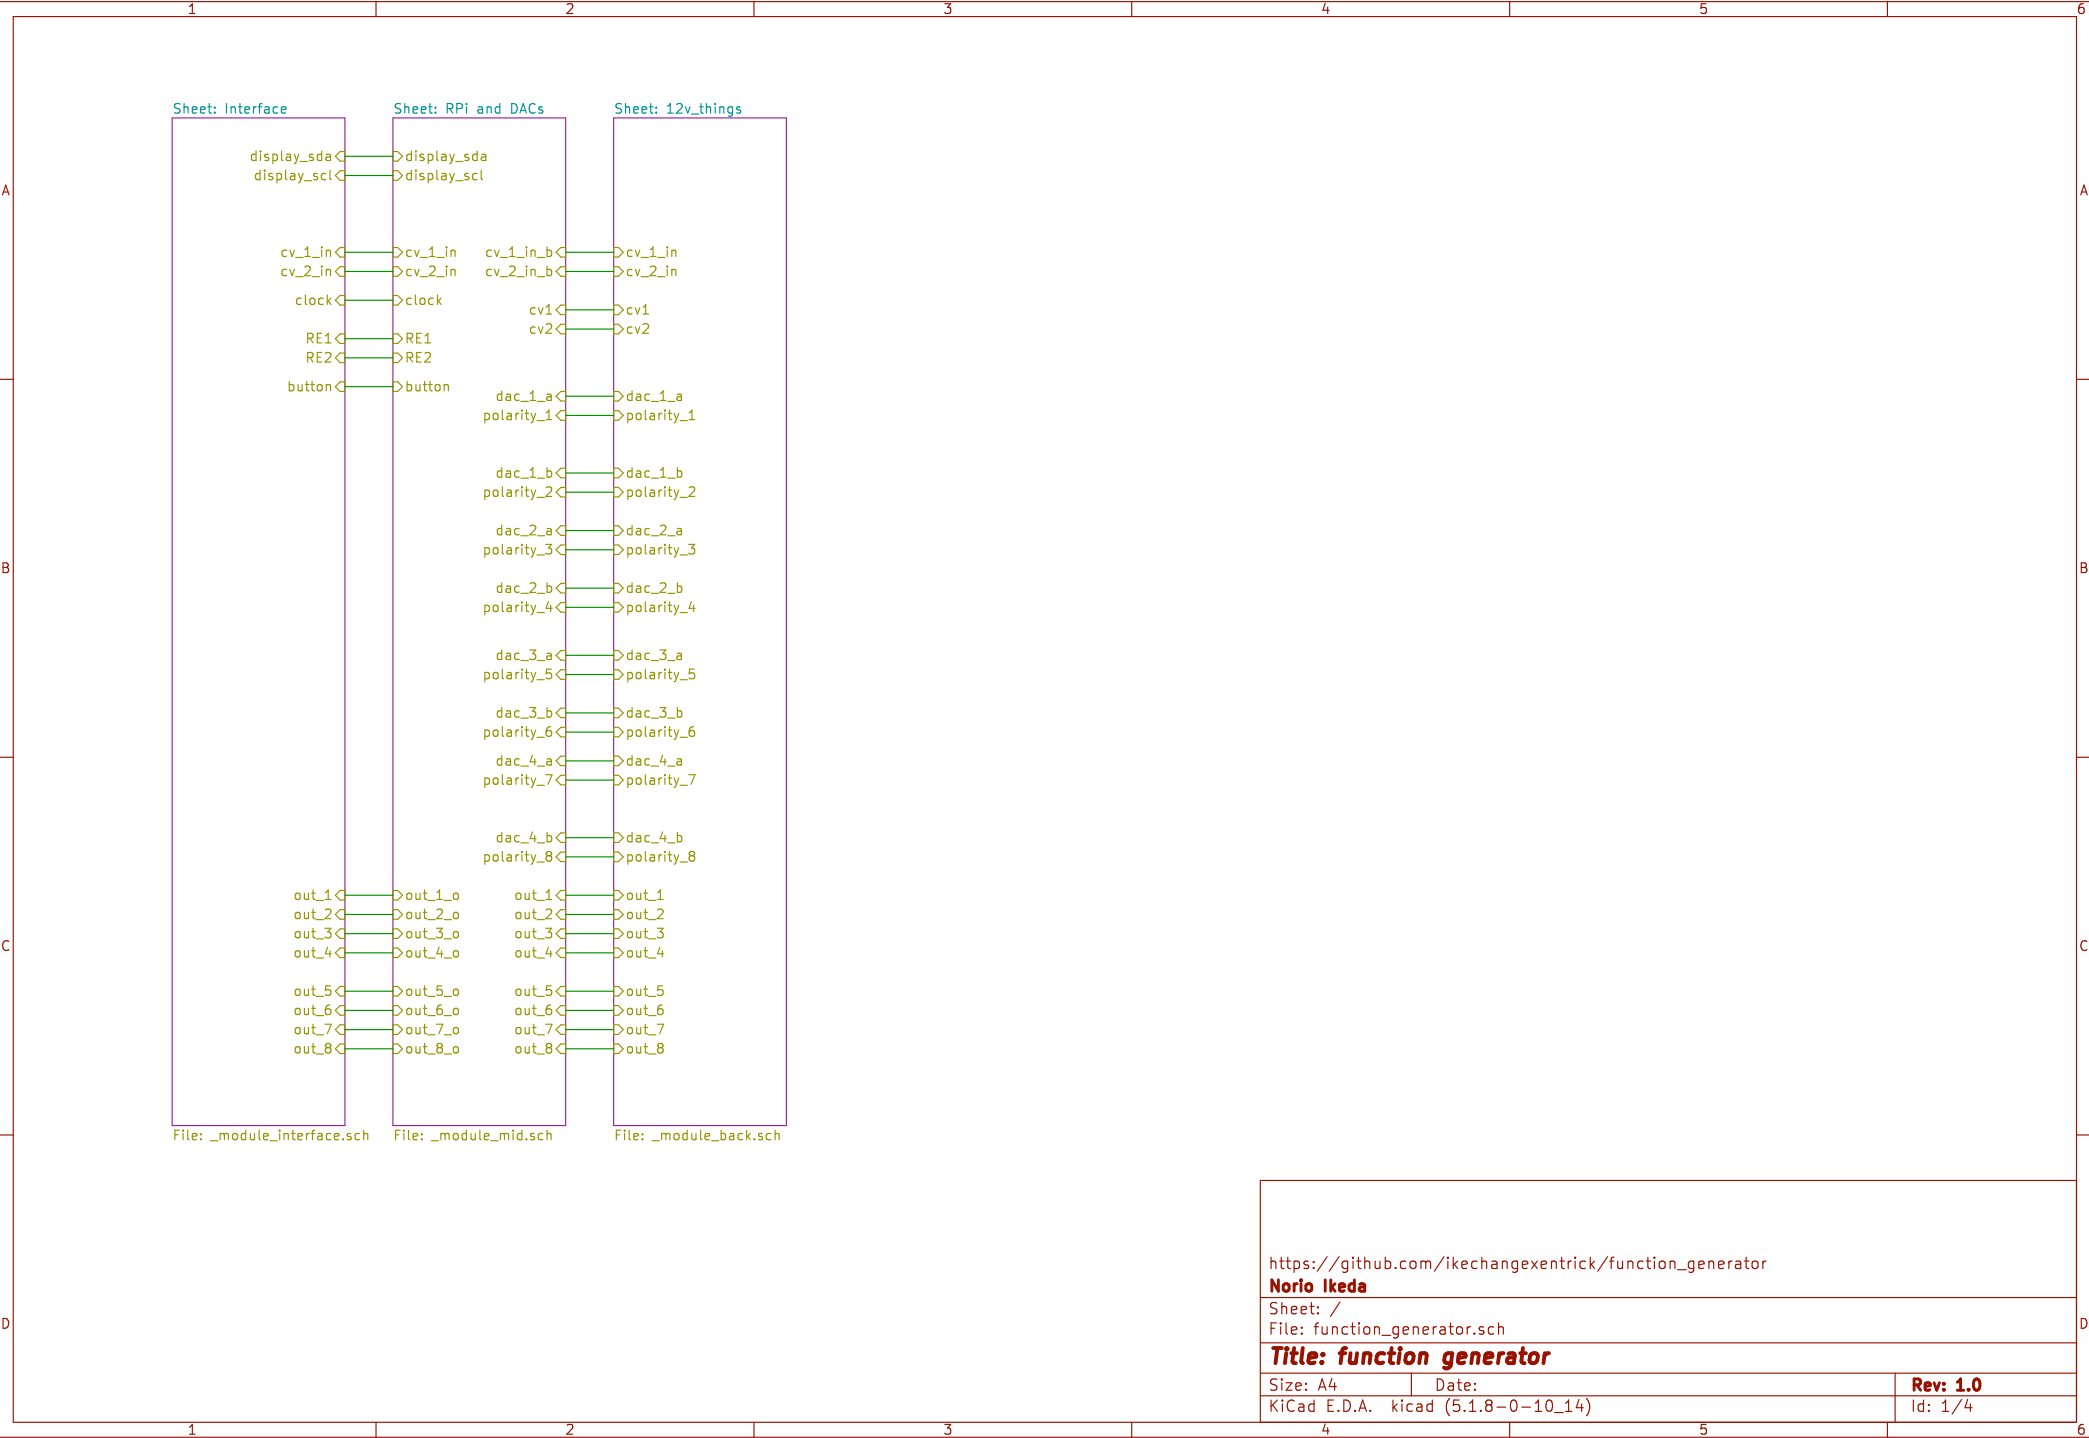 1 2 3 4 5 6
Sheet: Interface
Sheet: RPi and DACs
Sheet: 12v_things
display_sda display_sda
display_scl display_scl
A A
cv_1_in cv_1_in cv_1_in_b cv_1_in
cv_2_in cv_2_in cv_2_in_b cv_2_in
clock clock
cv1 cv1
cv2 cv2
RE1 RE1
RE2 RE2
button button
dac_1_a dac_1_a
polarity_1 polarity_1
dac_1_b dac_1_b
polarity_2 polarity_2
dac_2_a dac_2_a
polarity_3 polarity_3
B B
dac_2_b dac_2_b
polarity_4 polarity_4
dac_3_a dac_3_a
polarity_5 polarity_5
dac_3_b dac_3_b
polarity_6 polarity_6
dac_4_a dac_4_a
polarity_7 polarity_7
dac_4_b dac_4_b
polarity_8 polarity_8
out_1 out_1_o out_1 out_1
out_2 out_2_o out_2 out_2
out_3 out_3_o out_3 out_3
C C
out_4 out_4_o out_4 out_4
out_5 out_5_o out_5 out_5
out_6 out_6_o out_6 out_6
out_7 out_7_o out_7 out_7
out_8 out_8_o out_8 out_8
File: _module_interface.sch
File: _module_mid.sch
File: _module_back.sch
https://github.com/ikechangexentrick/function_generator
Norio Ikeda
Sheet: /
D D
File: function_generator.sch
Title: function generator
Size: A4 Date: Rev: 1.0
KiCad E.D.A. kicad (5.1.8-0-10_14) Id: 1/4
1 2 3 4 5 6